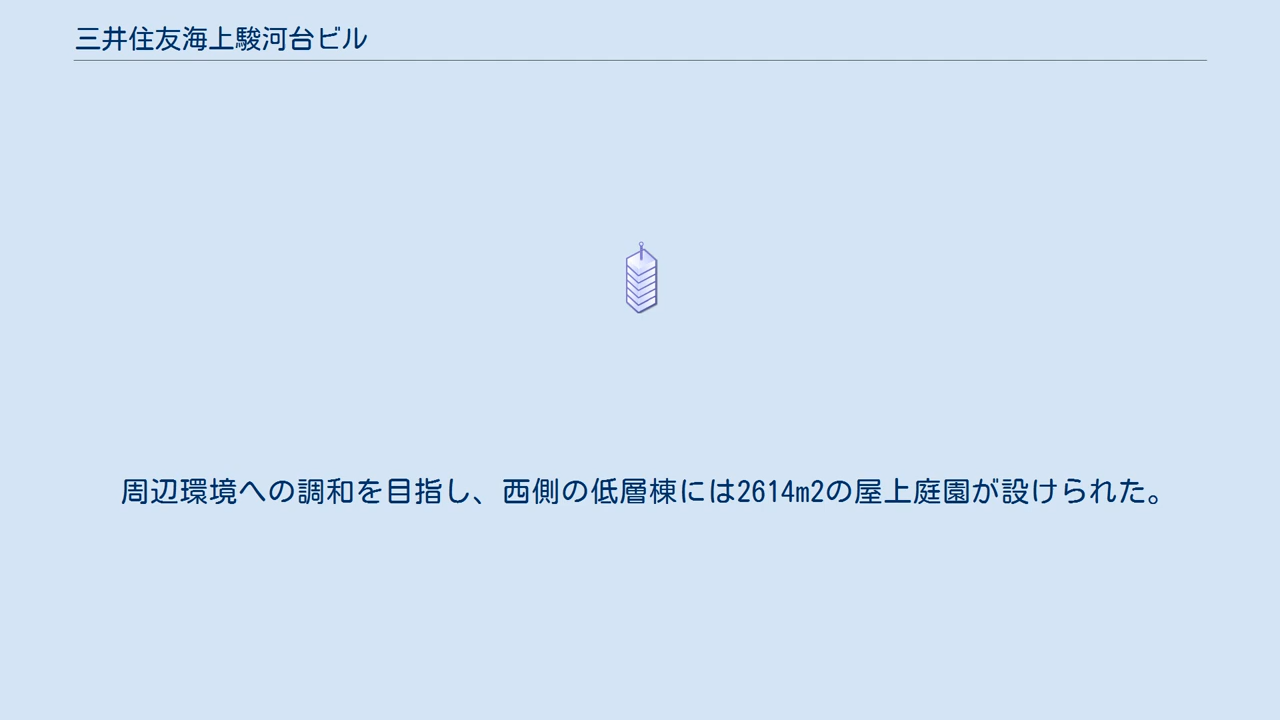 三井住友海上駿河台ビル
周辺環境への調和を目指し、西側の低層棟には2614m2の屋上庭園が設けられた。